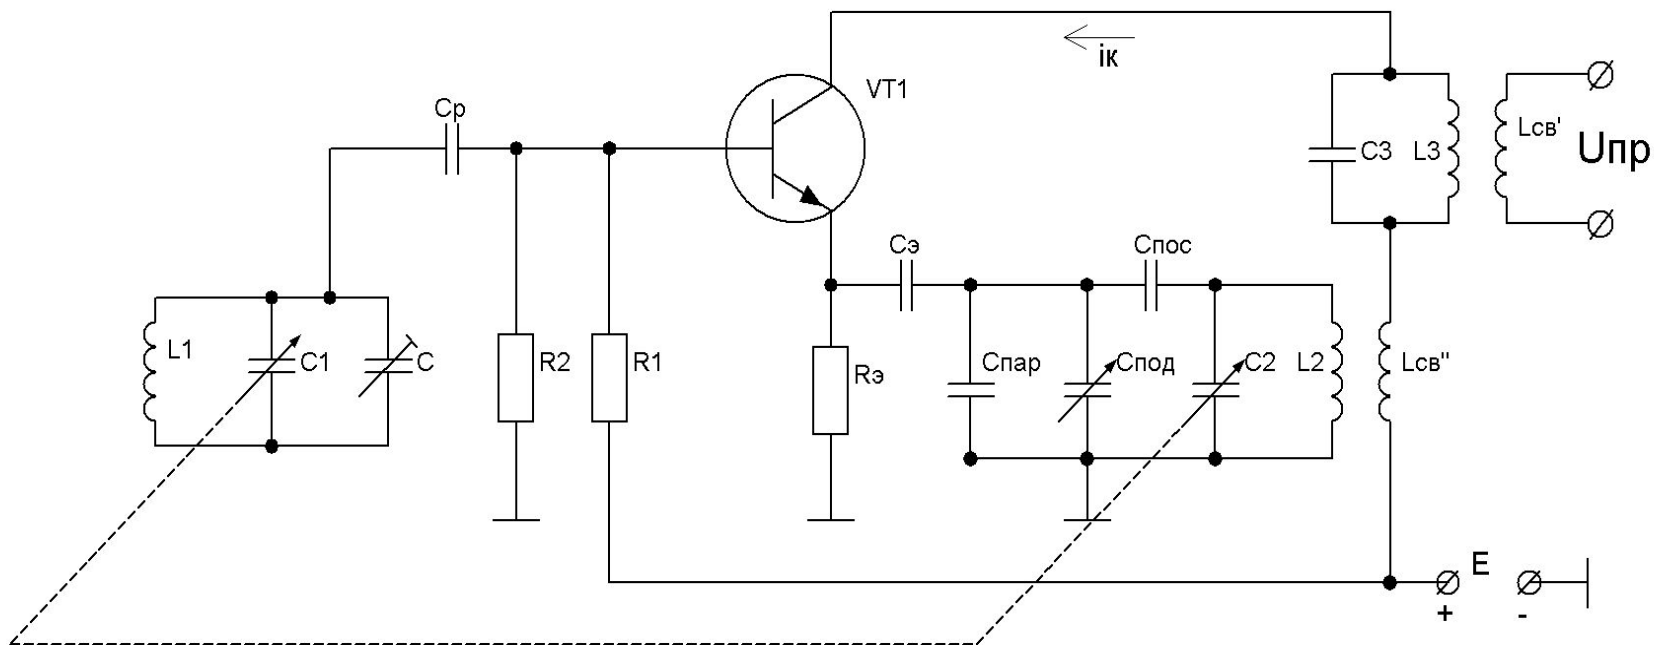 iк
VT1
Cр
C3
L3
Lсв'
Uпр
Cэ
Cпос
L1
C1
C
R2
R1
Rэ
Cпар
Cпод
C2
L2
Lсв"
E
+
-